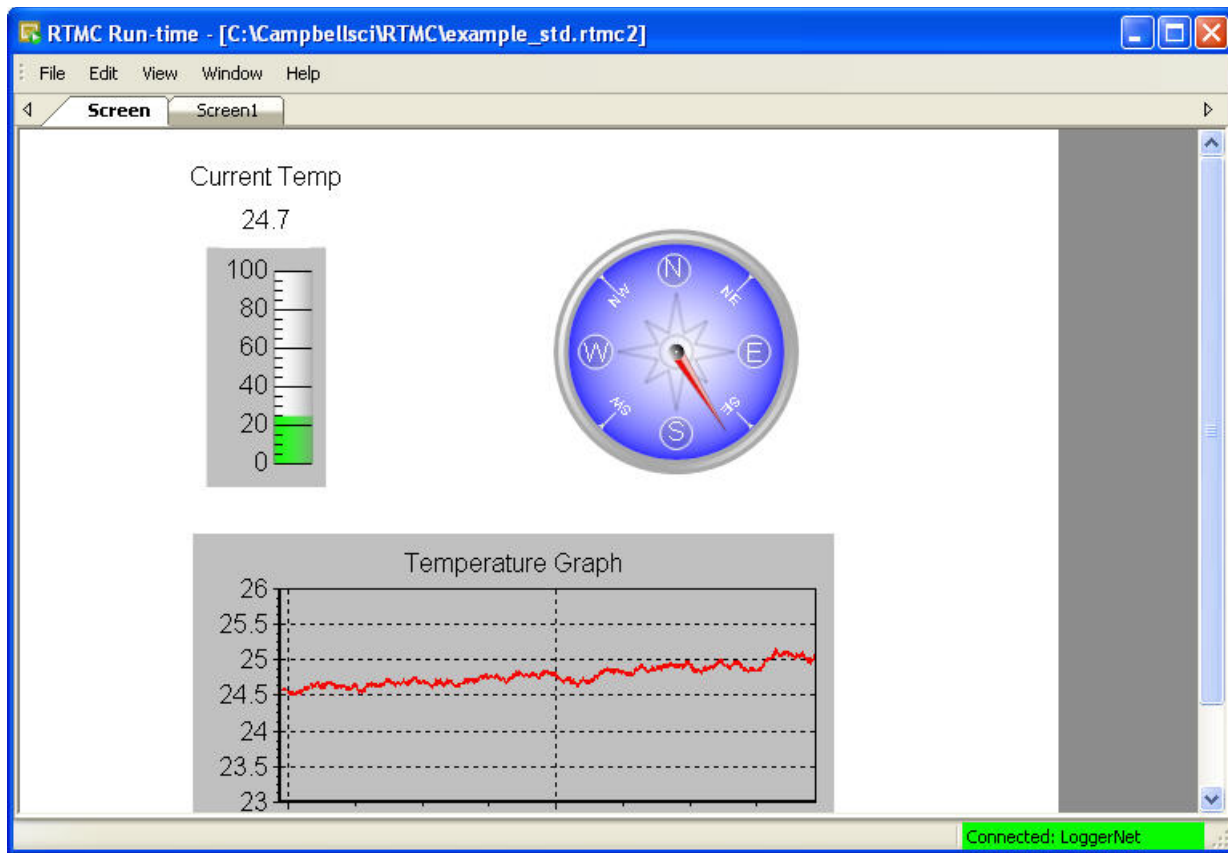 RTMC Run-time - [C:\Campbellsci\RTMC\example_std.rtmc2]
File Edit View Window Help
Screen Screen1
Current Temp
24.7
100
80
60
40
20
0
N
NW NE
W E
SW SE
S
Temperature Graph
26
25.5
25
24.5
24
23.5
23
Connected: LoggerNet